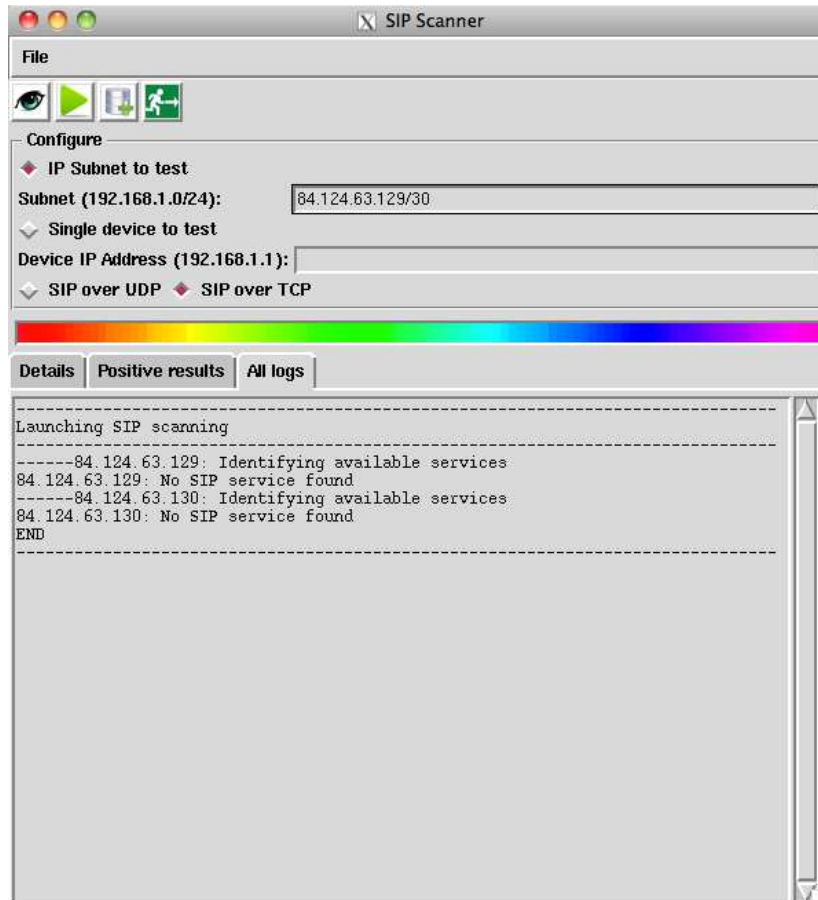 SIP Scanner
File
Configure
IP Subnet to test
Subnet (192.168.1.0/24): 84.124.63.129/30
Single device to test
Device IP Address (192.168.1.1):
SIP over UDP SIP over TCP
Details Positive results All logs
--------------------------------------------------------------------------------
Launching SIP scanning
--------------------------------------------------------------------------------
------84.124.63.129: Identifying available services
84.124.63.129: No SIP service found
------84.124.63.130: Identifying available services
84.124.63.130: No SIP service found
END
--------------------------------------------------------------------------------